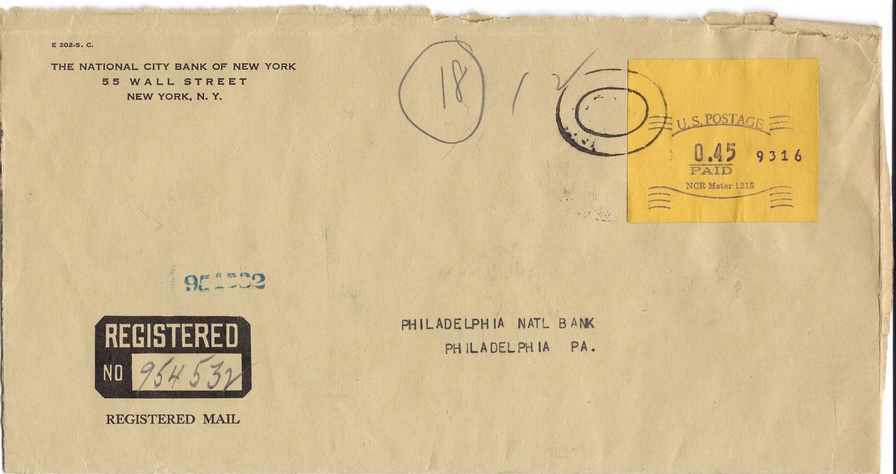 E 202-S. C.
THE NATIONAL CITY BANK OF NEW YORK
55 WALL STREET
NEW YORK, N. Y.
18
U.S. POSTAGE
0.45 9316
PAID
NCR Meter 1215
PHILADELPHIA NATL BANK
PHILADELPHIA PA.
REGISTERED
NO 954532
REGISTERED MAIL